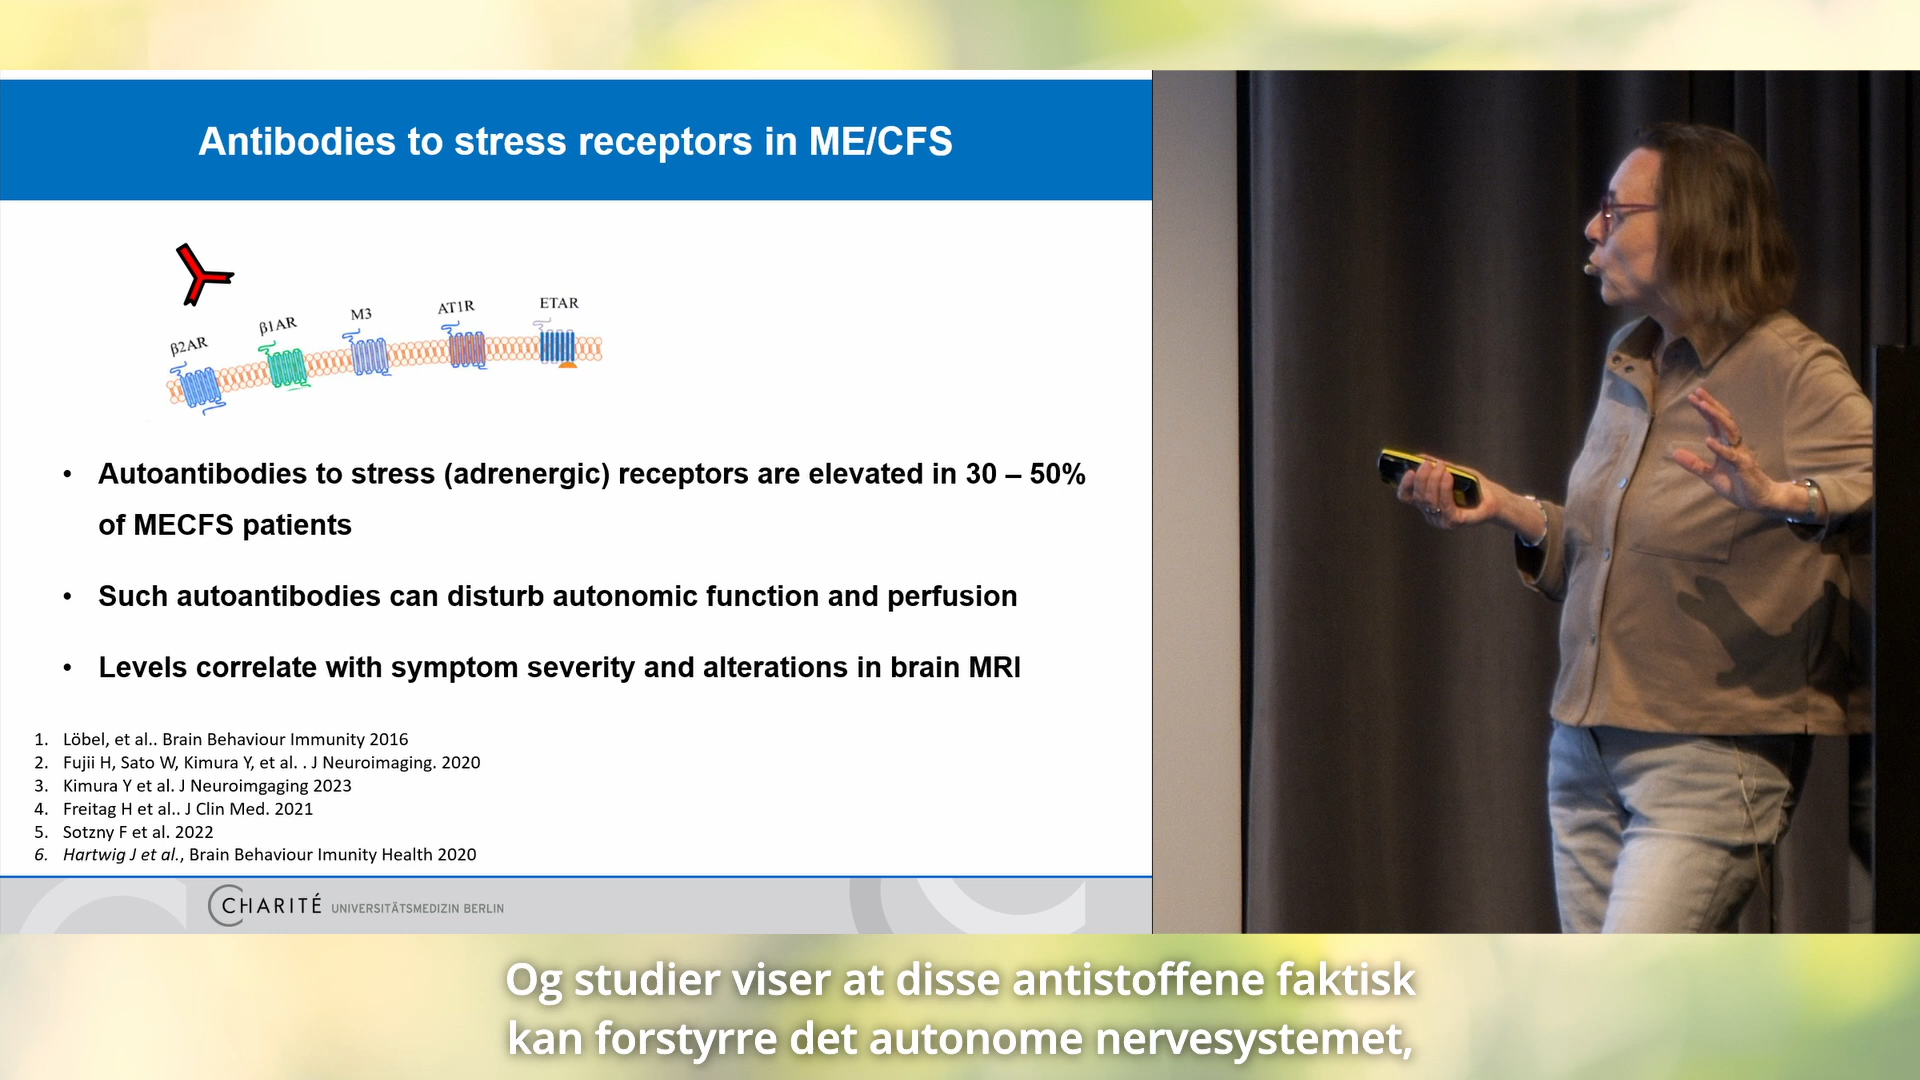 Antibodies to stress receptors in ME/CFS
β2AR
β1AR
M3
AT1R
ETAR
• Autoantibodies to stress (adrenergic) receptors are elevated in 30 – 50%
of MECFS patients
• Such autoantibodies can disturb autonomic function and perfusion
• Levels correlate with symptom severity and alterations in brain MRI
1. Löbel, et al.. Brain Behaviour Immunity 2016
2. Fujii H, Sato W, Kimura Y, et al. . J Neuroimaging. 2020
3. Kimura Y et al. J Neuroimgaging 2023
4. Freitag H et al.. J Clin Med. 2021
5. Sotzny F et al. 2022
6. Hartwig J et al., Brain Behaviour Imunity Health 2020
CHARITÉ UNIVERSITÄTSMEDIZIN BERLIN
Og studier viser at disse antistoffene faktisk
kan forstyrre det autonome nervesystemet,